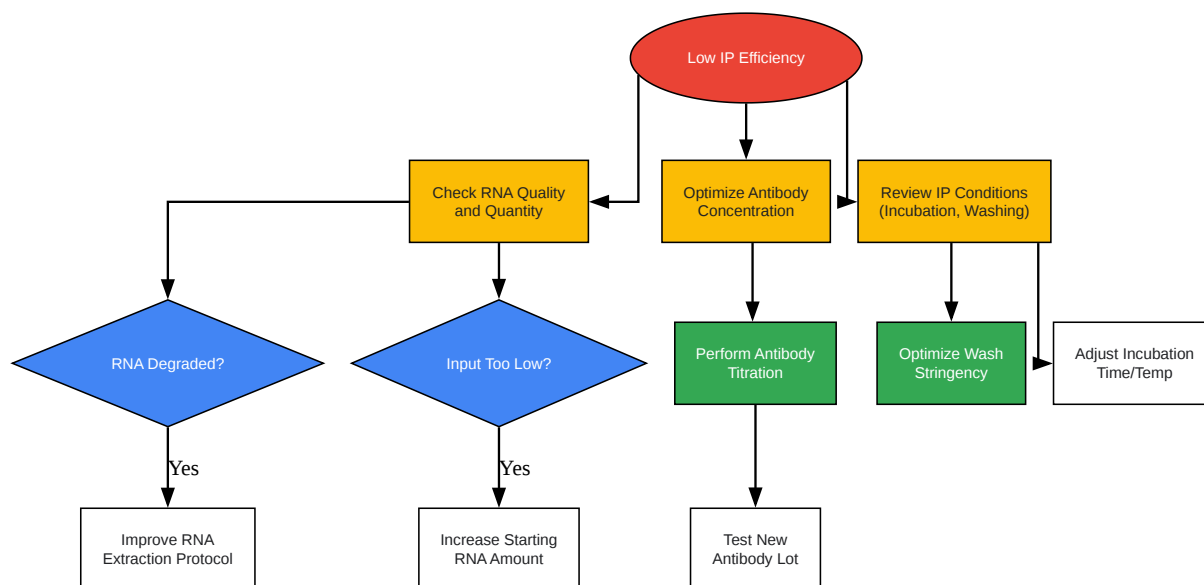 Low IP Efficiency
Check RNA Quality
and Quantity
Optimize Antibody
Concentration
Review IP Conditions
(Incubation, Washing)
RNA Degraded?
Input Too Low?
Perform Antibody
Titration
Optimize Wash
Stringency
Adjust Incubation
Time/Temp
Yes
Yes
Improve RNA
Extraction Protocol
Increase Starting
RNA Amount
Test New
Antibody Lot